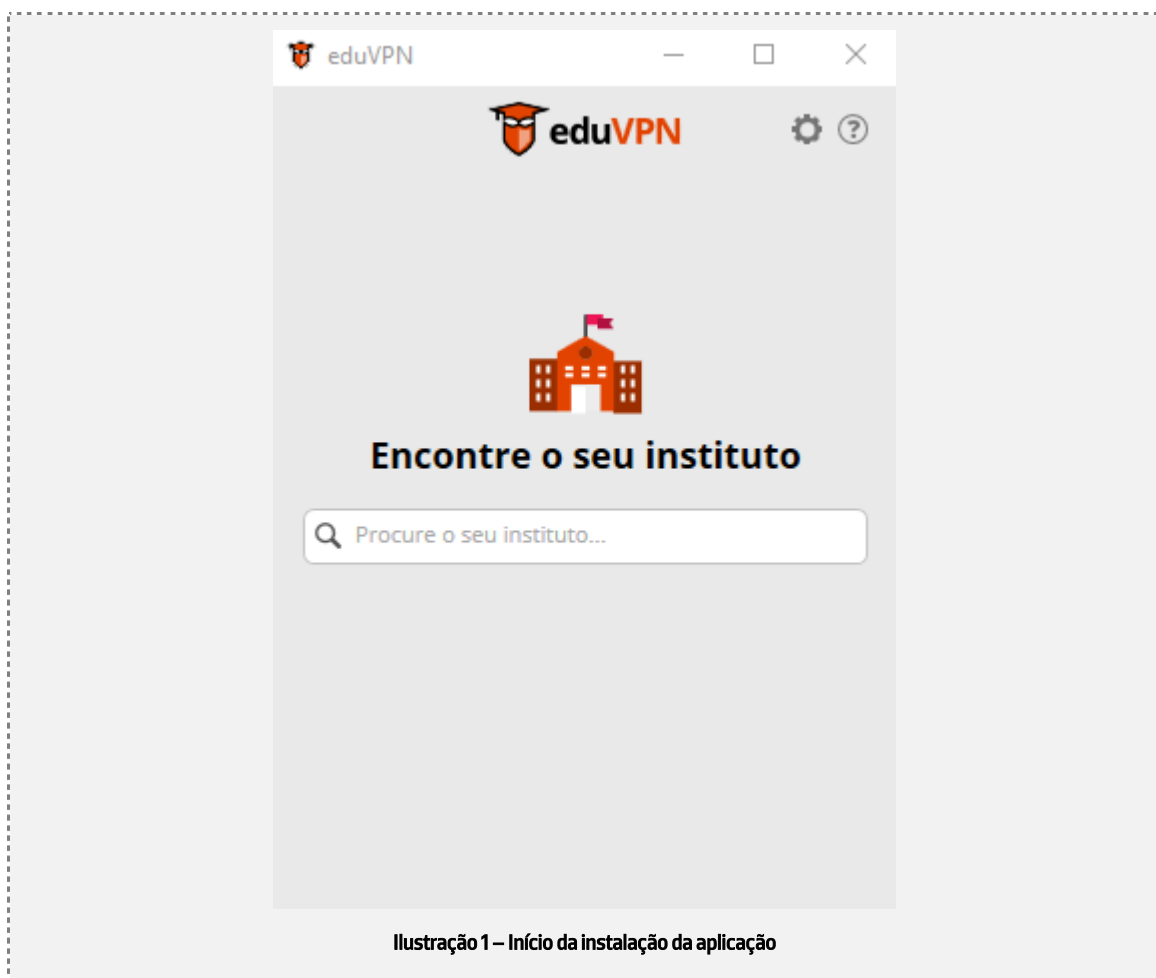 eduVPN
eduVPN
Encontre o seu instituto
Procure o seu instituto...
Ilustração 1 – Início da instalação da aplicação